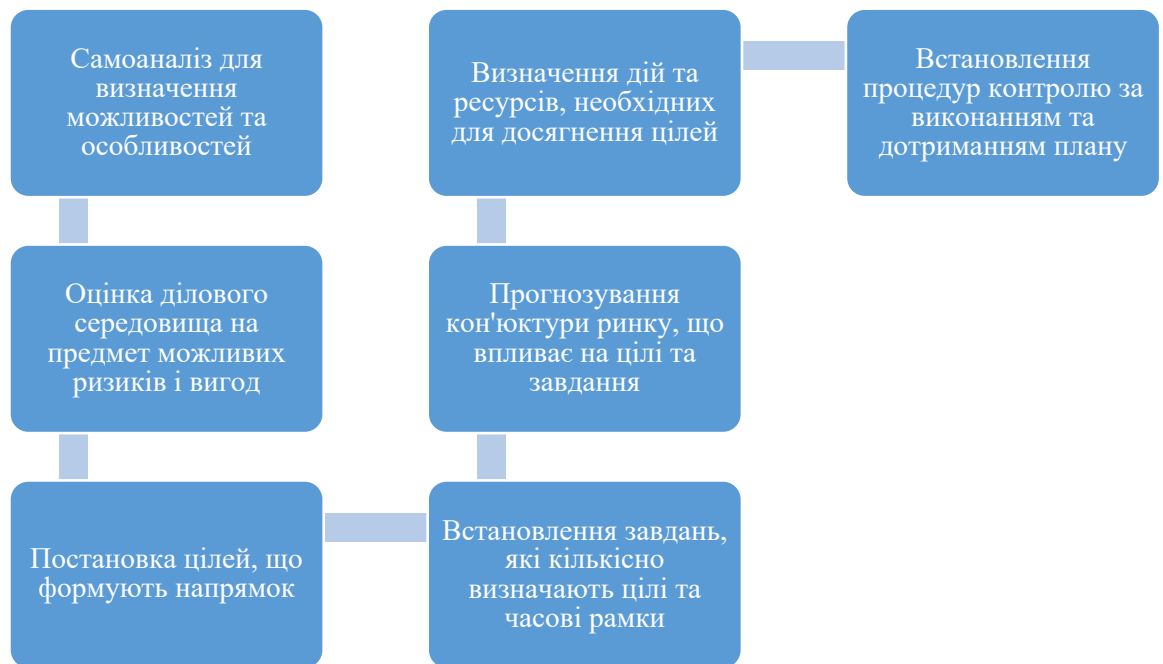 Самоаналіз для
визначення
можливостей та
особливостей
Оцінка ділового
середовища на
предмет можливих
ризиків і вигод
Постановка цілей, що
формують напрямок
Встановлення завдань,
які кількісно
визначають цілі та
часові рамки
Прогнозування
кон'юктури ринку, що
впливає на цілі та
завдання
Визначення дій та
ресурсів, необхідних
для досягнення цілей
Встановлення
процедур контролю за
виконанням та
дотриманням плану